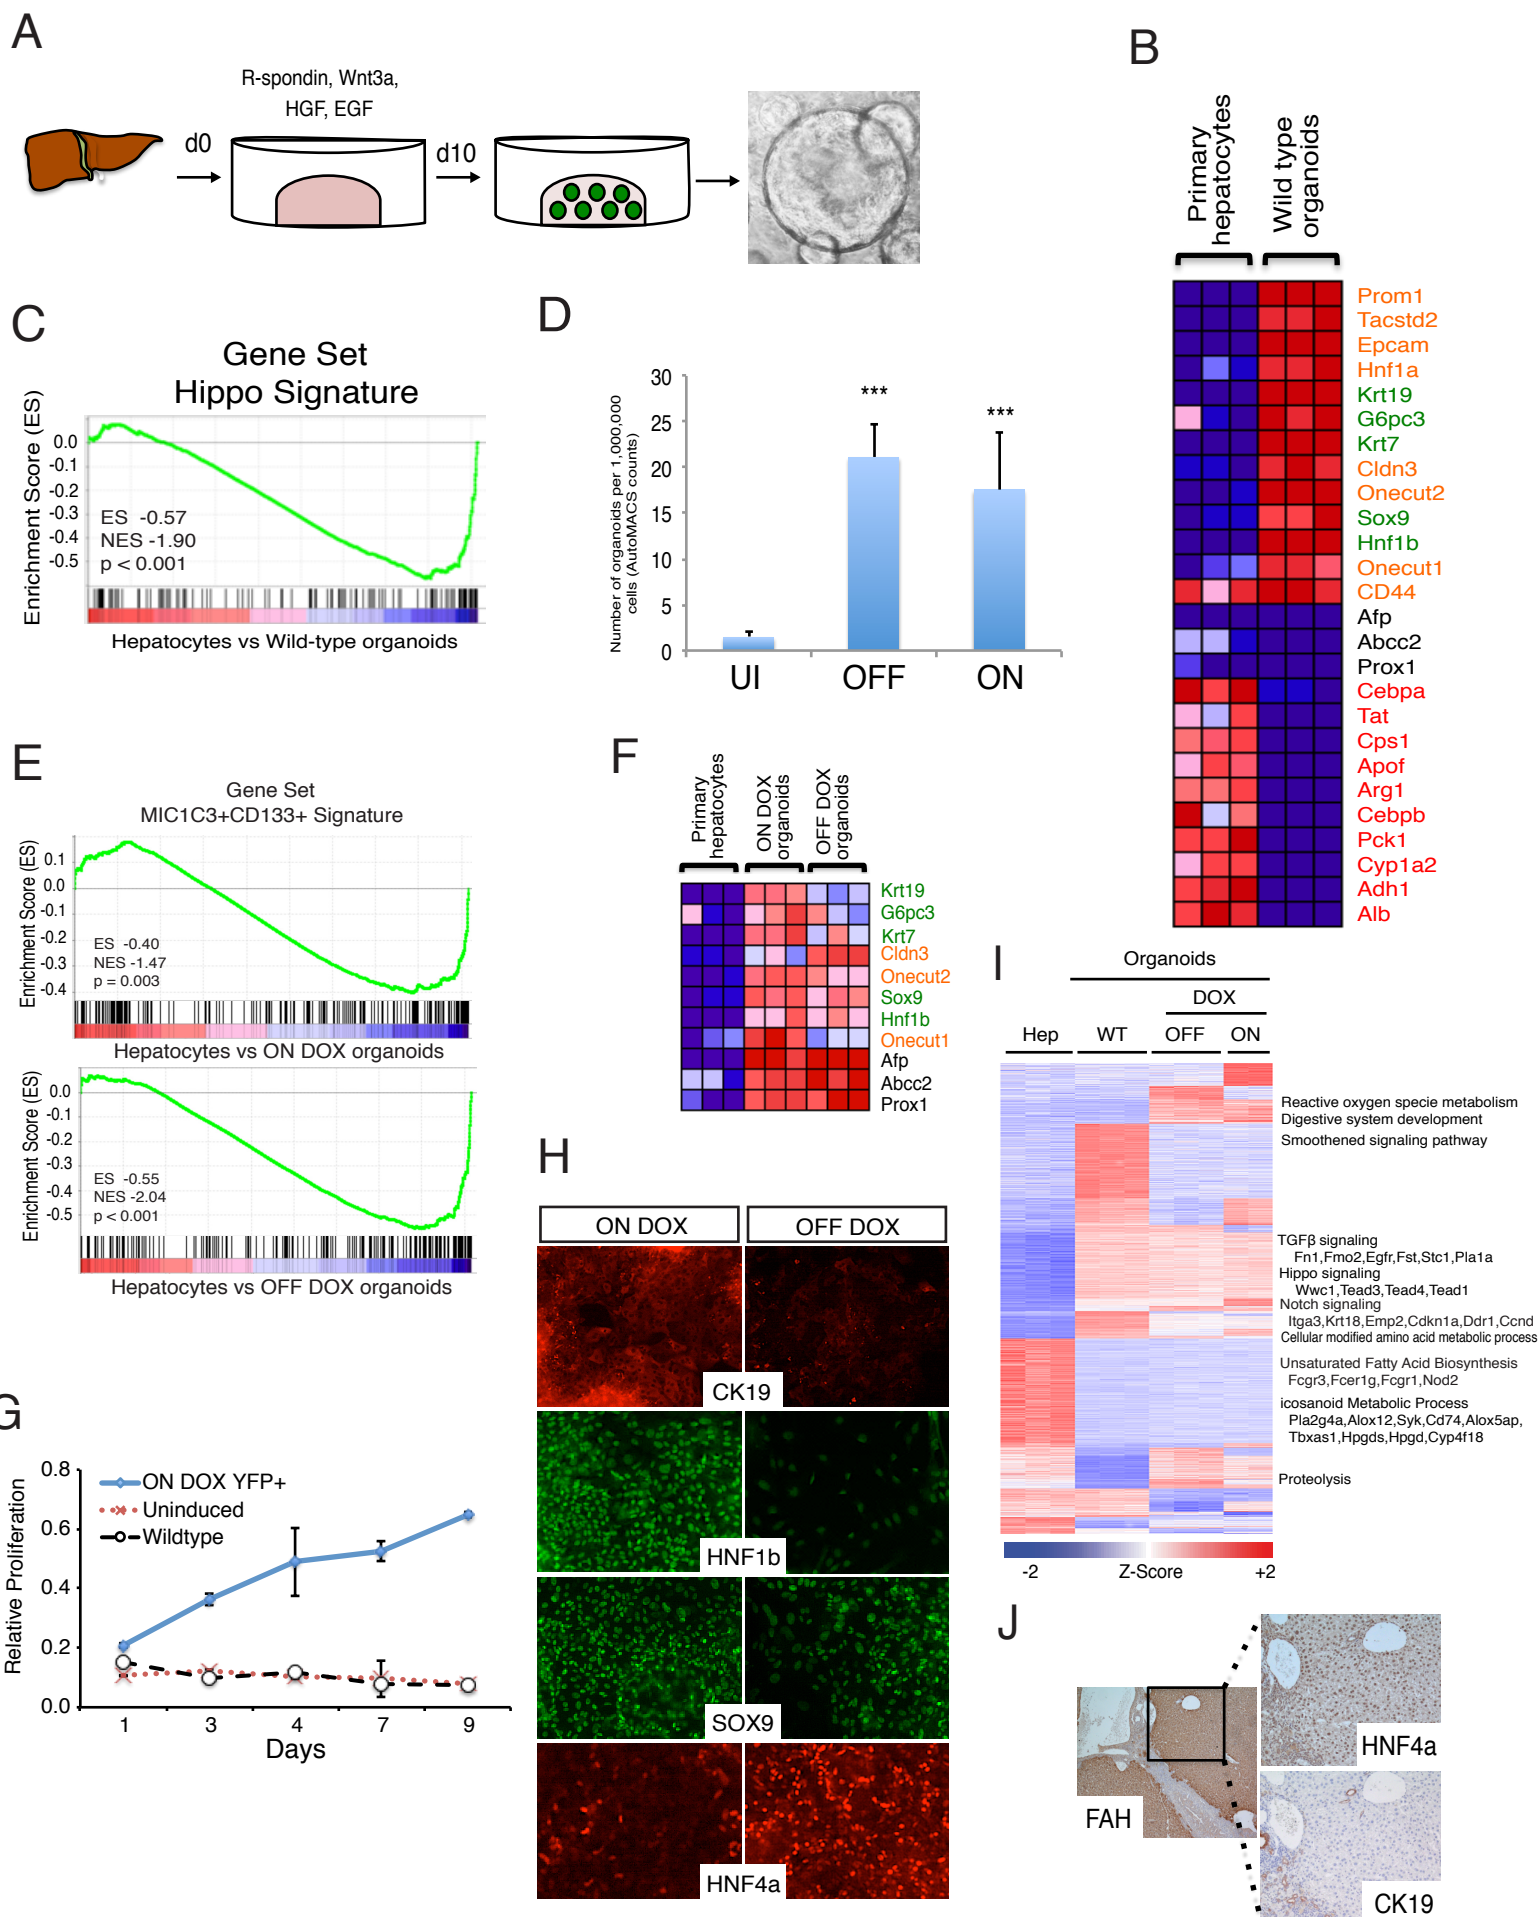 A
R-spondin, Wnt3a,
HGF, EGF
d0
d10
B
Primary
hepatocytes
Wild type
organoids
Prom1
Tacstd2
Epcam
Hnf1a
Krt19
G6pc3
Krt7
Cldn3
Onecut2
Sox9
Hnf1b
Onecut1
CD44
Afp
Abcc2
Prox1
Cebpa
Tat
Cps1
Apof
Arg1
Cebpb
Pck1
Cyp1a2
Adh1
Alb
C
Gene Set
Hippo Signature
Enrichment Score (ES)
0.0
-0.1
-0.2
-0.3
-0.4
-0.5
ES -0.57
NES -1.90
p < 0.001
Hepatocytes vs Wild-type organoids
D
Number of organoids per 1,000,000
cells (AutoMACS counts)
30
25
20
15
10
5
0
***
***
UI OFF ON
E
Gene Set
MIC1C3+CD133+ Signature
Enrichment Score (ES)
0.1
0.0
-0.1
-0.2
-0.3
-0.4
ES -0.40
NES -1.47
p = 0.003
Hepatocytes vs ON DOX organoids
Enrichment Score (ES)
0.0
-0.1
-0.2
-0.3
-0.4
-0.5
ES -0.55
NES -2.04
p < 0.001
Hepatocytes vs OFF DOX organoids
F
Primary
hepatocytes
ON DOX
organoids
OFF DOX
organoids
Krt19
G6pc3
Krt7
Cldn3
Onecut2
Sox9
Hnf1b
Onecut1
Afp
Abcc2
Prox1
G
Relative Proliferation
0.8
0.6
0.4
0.2
0.0
ON DOX YFP+
Uninduced
Wildtype
1 3 4 7 9
Days
H
ON DOX OFF DOX
CK19
HNF1b
SOX9
HNF4a
I
Organoids
DOX
Hep WT OFF ON
Reactive oxygen specie metabolism
Digestive system development
Smoothened signaling pathway
TGFβ signaling
Fn1,Fmo2,Egfr,Fst,Stc1,Pla1a
Hippo signaling
Wwc1,Tead3,Tead4,Tead1
Notch signaling
Itga3,Krt18,Emp2,Cdkn1a,Ddr1,Ccnd
Cellular modified amino acid metabolic process
Unsaturated Fatty Acid Biosynthesis
Fcgr3,Fcer1g,Fcgr1,Nod2
icosanoid Metabolic Process
Pla2g4a,Alox12,Syk,Cd74,Alox5ap,
Tbxas1,Hpgds,Hpgd,Cyp4f18
Proteolysis
-2 Z-Score +2
J
FAH
HNF4a
CK19